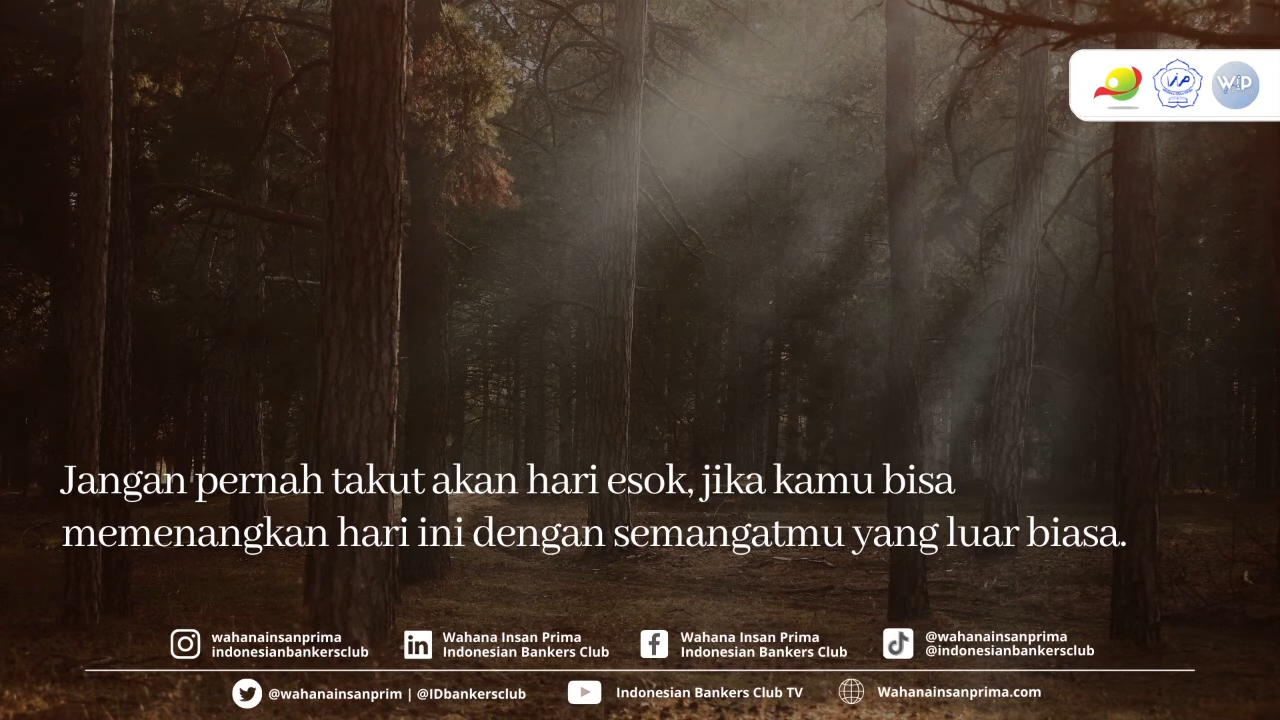 WIP
Jangan pernah takut akan hari esok, jika kamu bisa
memenangkan hari ini dengan semangatmu yang luar biasa.
wahanainsanprima
indonesianbankersclub
Wahana Insan Prima
Indonesian Bankers Club
Wahana Insan Prima
Indonesian Bankers Club
@wahanainsanprima
@indonesianbankersclub
@wahanainsanprim | @IDbankersclub
Indonesian Bankers Club TV
Wahanainsanprima.com